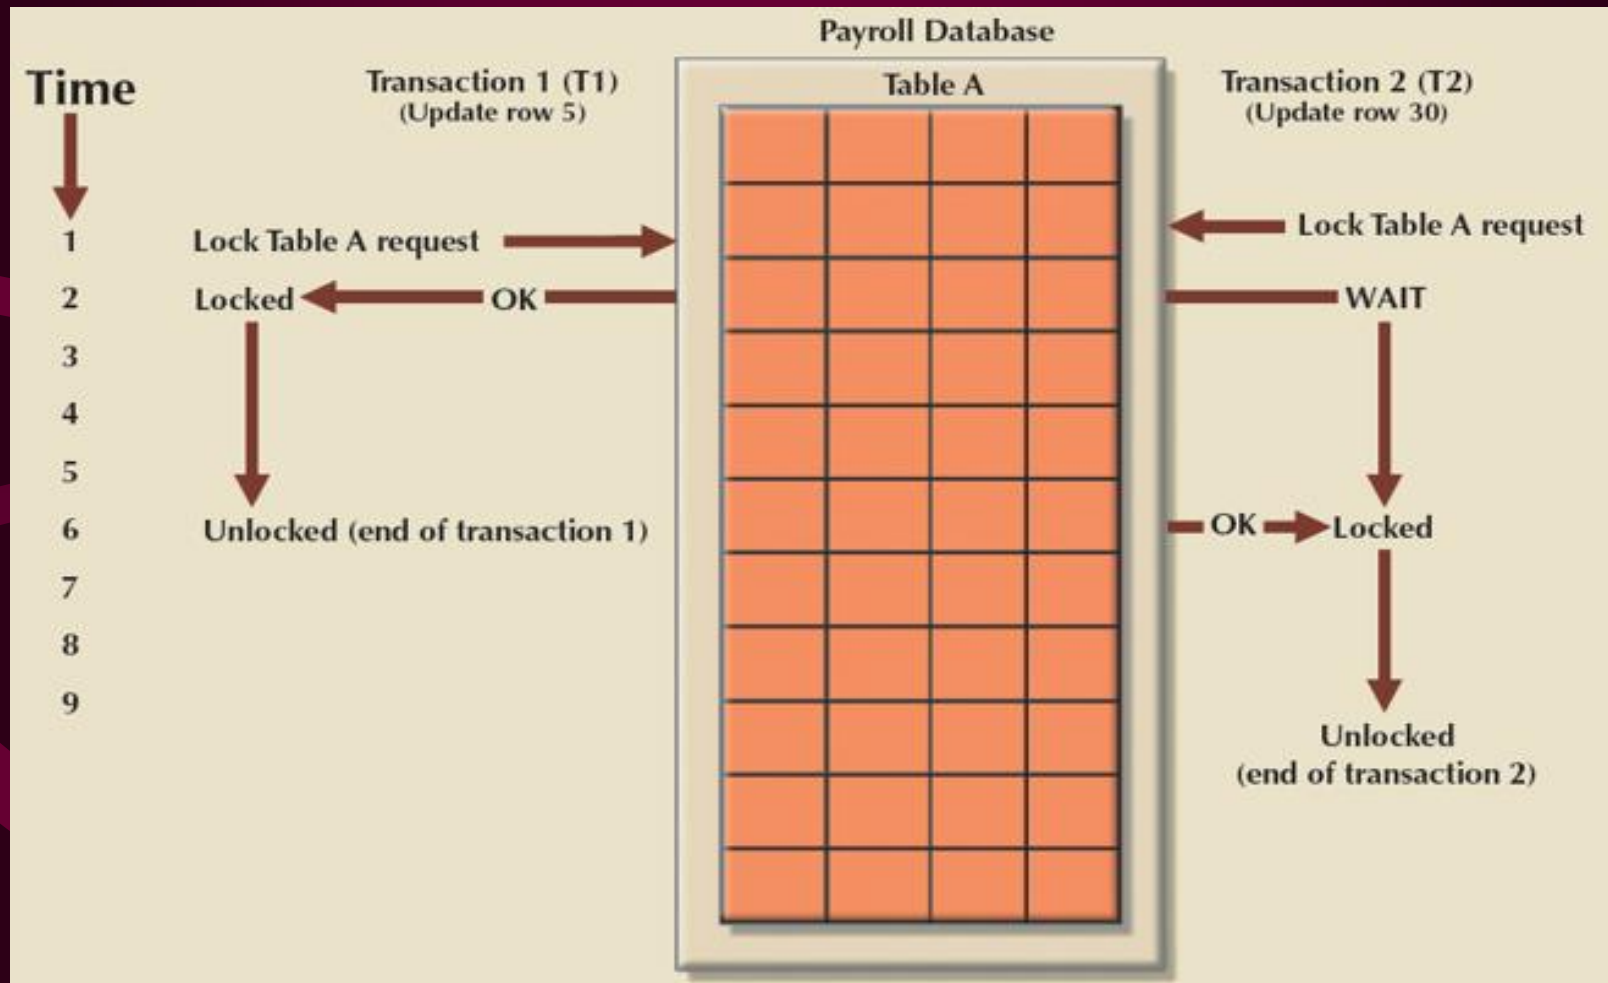 Payroll Database
Time
Transaction 1 (T1)
(Update row 5)
Table A
Transaction 2 (T2)
(Update row 30)
1
Lock Table A request
Lock Table A request
2
Locked
OK
WAIT
3
4
5
6
Unlocked (end of transaction 1)
OK
Locked
7
8
9
Unlocked
(end of transaction 2)